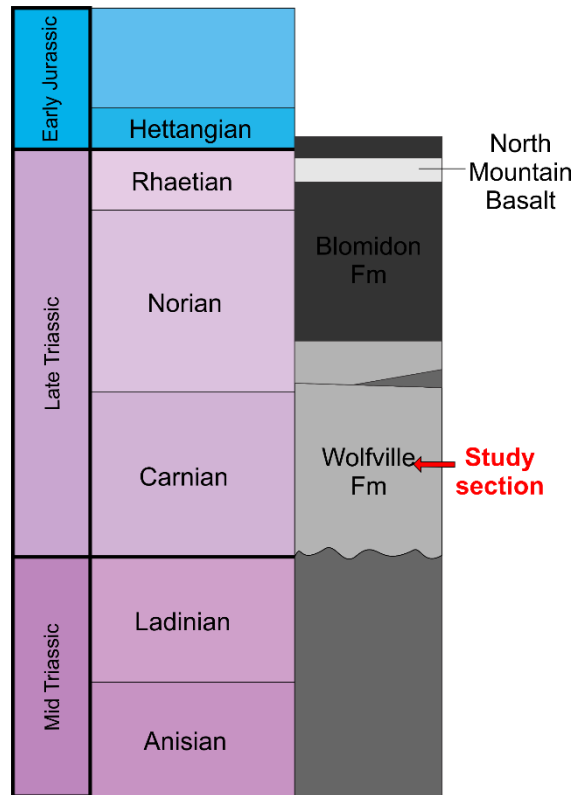 Early Jurassic
Hettangian
Late Triassic
Rhaetian
Norian
Carnian
Mid Triassic
Ladinian
Anisian
North
Mountain
Basalt
Blomidon
Fm
Wolfville
Fm
Study
section